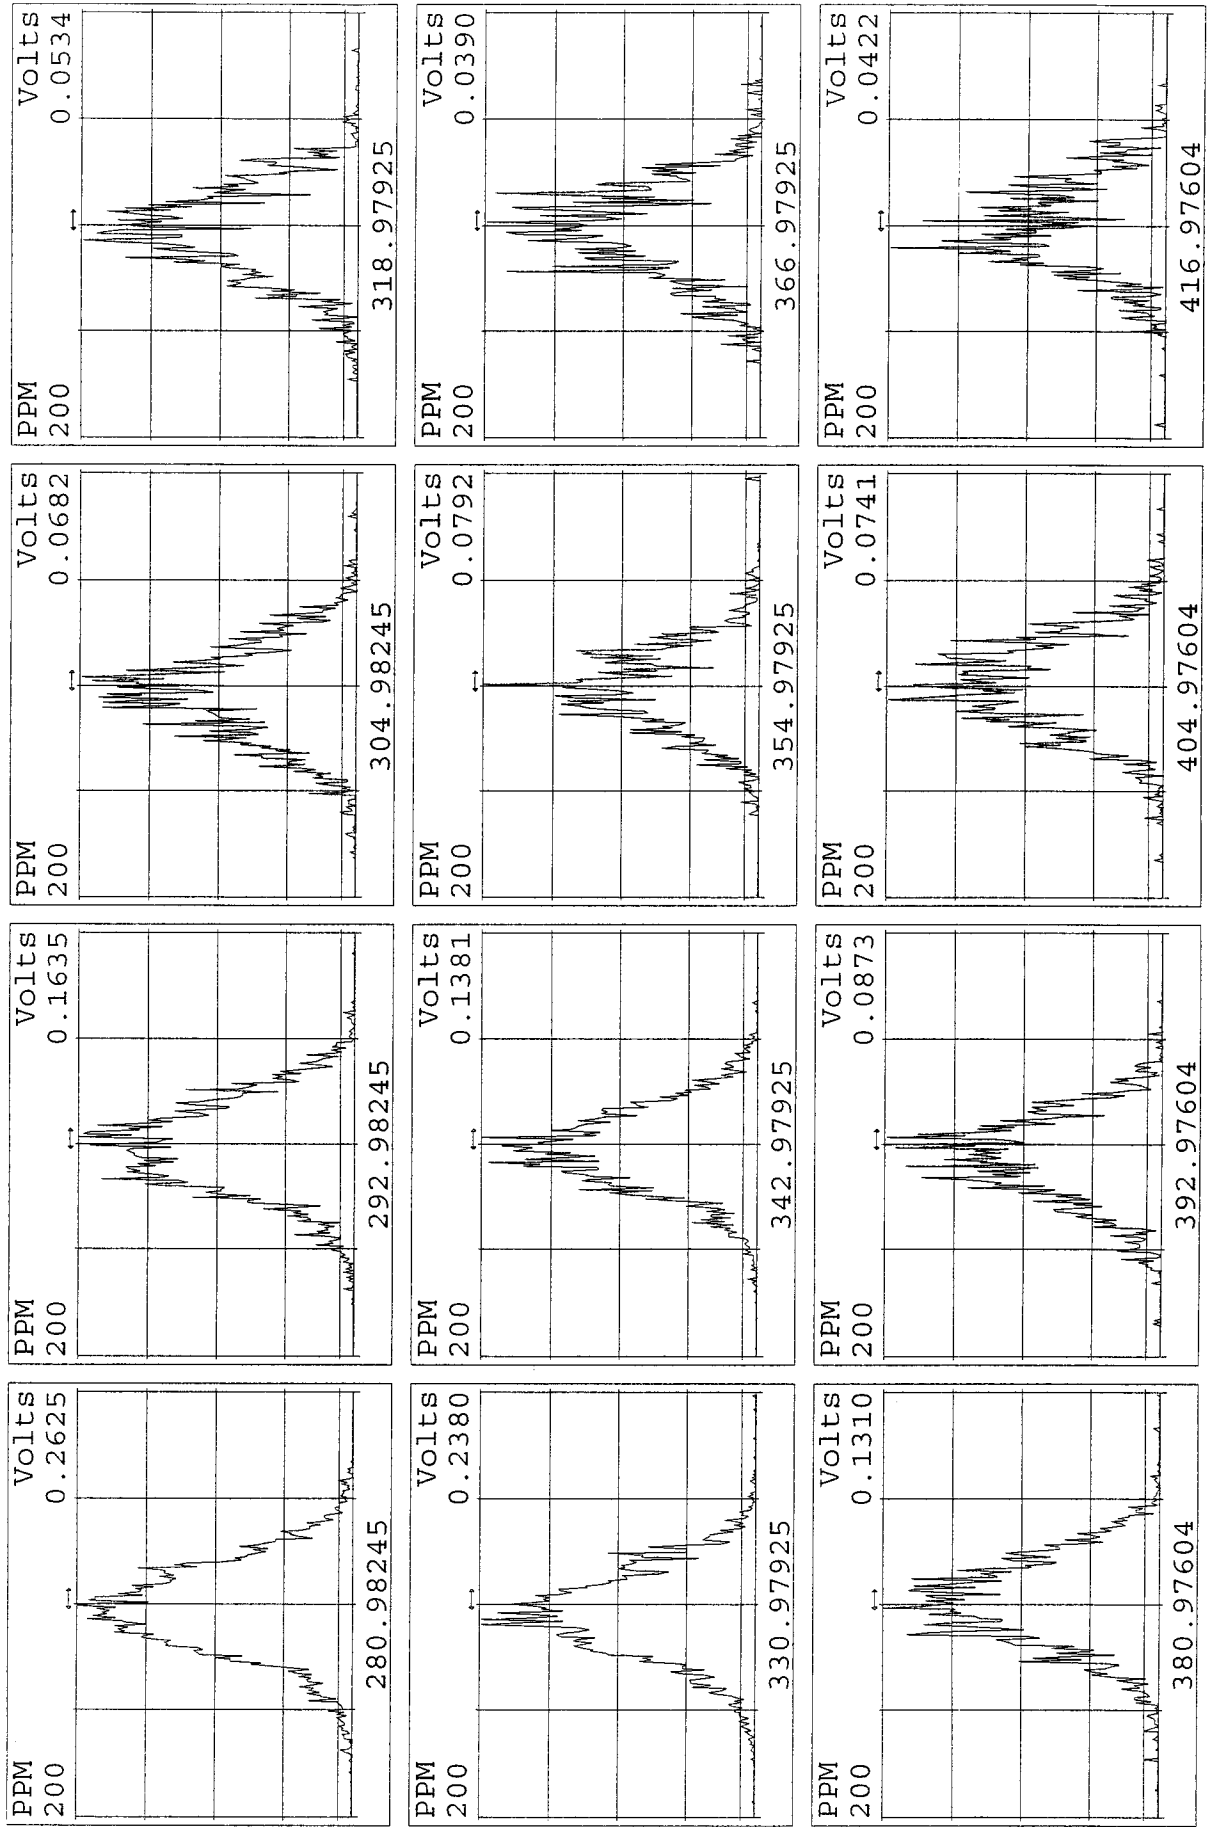 PPM Volts
200 0.2625
280.98245
PPM Volts
200 0.1635
292.98245
PPM Volts
200 0.0682
304.98245
PPM Volts
200 0.0534
318.97925
PPM Volts
200 0.2380
330.97925
PPM Volts
200 0.1381
342.97925
PPM Volts
200 0.0792
354.97925
PPM Volts
200 0.0390
366.97925
PPM Volts
200 0.1310
380.97604
PPM Volts
200 0.0873
392.97604
PPM Volts
200 0.0741
404.97604
PPM Volts
200 0.0422
416.97604